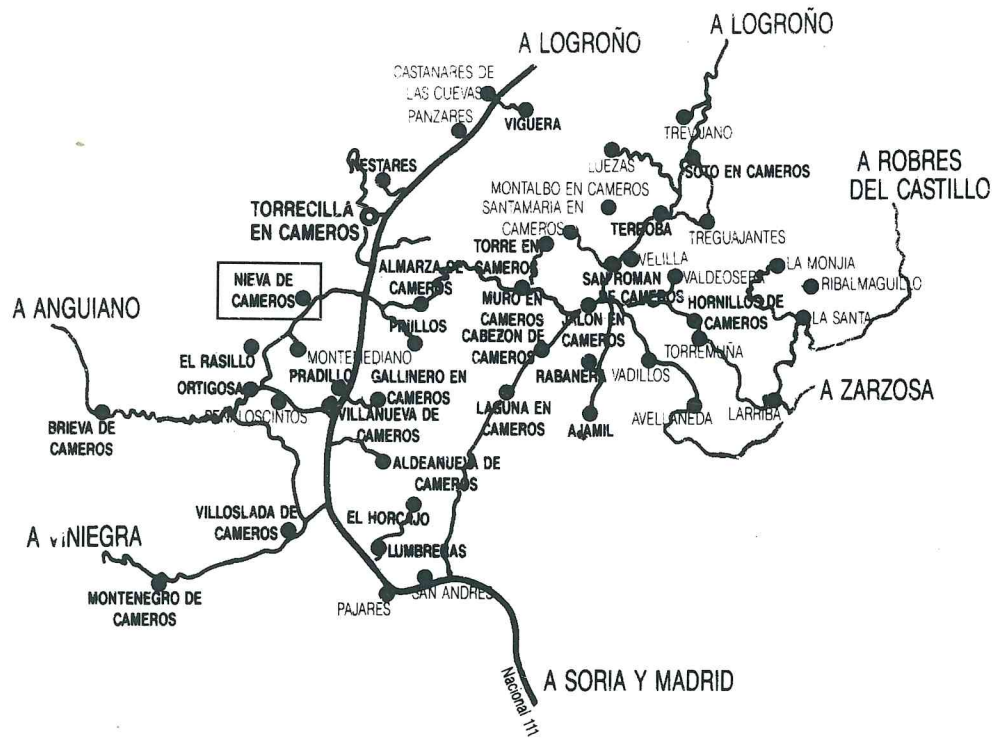 A LOGROÑO
A LOGROÑO
CASTANARES DE
LAS CUEVAS
PANZARES
VIGUERA
TREVIJANO
NESTARES
LUEZAS
SOTO EN CAMEROS
A ROBRES
DEL CASTILLO
MONTALBO EN CAMEROS
SANTAMARIA EN
CAMEROS
TORRECILLA
EN CAMEROS
TERROBA
TREGUAJANTES
TORRE EN
CAMEROS
VELILLA
ALMARZA DE
CAMEROS
SAN ROMAN
DE CAMEROS
VALDEOSERA
LA MONJIA
RIBALMAGUILLO
NIEVA DE
CAMEROS
MURO EN
CAMEROS
HORNILLOS DE
CAMEROS
LA SANTA
A ANGUIANO
PINILLOS
JALON EN
CAMEROS
CABEZON DE
CAMEROS
TORREMUÑA
EL RASILLO
MONTEMEDIANO
RABANERA
VADILLOS
ORTIGOSA
PRADILLO
GALLINERO EN
CAMEROS
A ZARZOSA
PEÑALOSCINTOS
VILLANUEVA DE
CAMEROS
LAGUNA EN
CAMEROS
AJAMIL
AVELLANEDA
LARRIBA
BRIEVA DE
CAMEROS
ALDEANUEVA DE
CAMEROS
VILLOSLADA DE
CAMEROS
EL HORCAJO
A VINIEGRA
LUMBRERAS
MONTENEGRO DE
CAMEROS
PAJARES
SAN ANDRES
A SORIA Y MADRID
Nacional 111